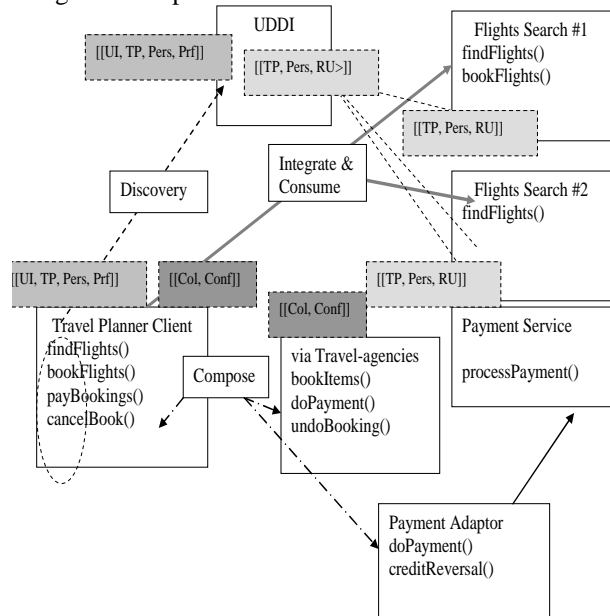 UDDI
[[UI, TP, Pers, Prf]]
[[TP, Pers, RU>]]
Flights Search #1
findFlights()
bookFlights()
[[TP, Pers, RU]]
Integrate &
Consume
Discovery
Flights Search #2
findFlights()
[[UI, TP, Pers, Prf]]
[[Col, Conf]]
[[TP, Pers, RU]]
[[Col, Conf]]
Travel Planner Client
findFlights()
bookFlights()
payBookings()
cancelBook()
Compose
via Travel-agencies
bookItems()
doPayment()
undoBooking()
Payment Service
processPayment()
Payment Adaptor
doPayment()
creditReversal()